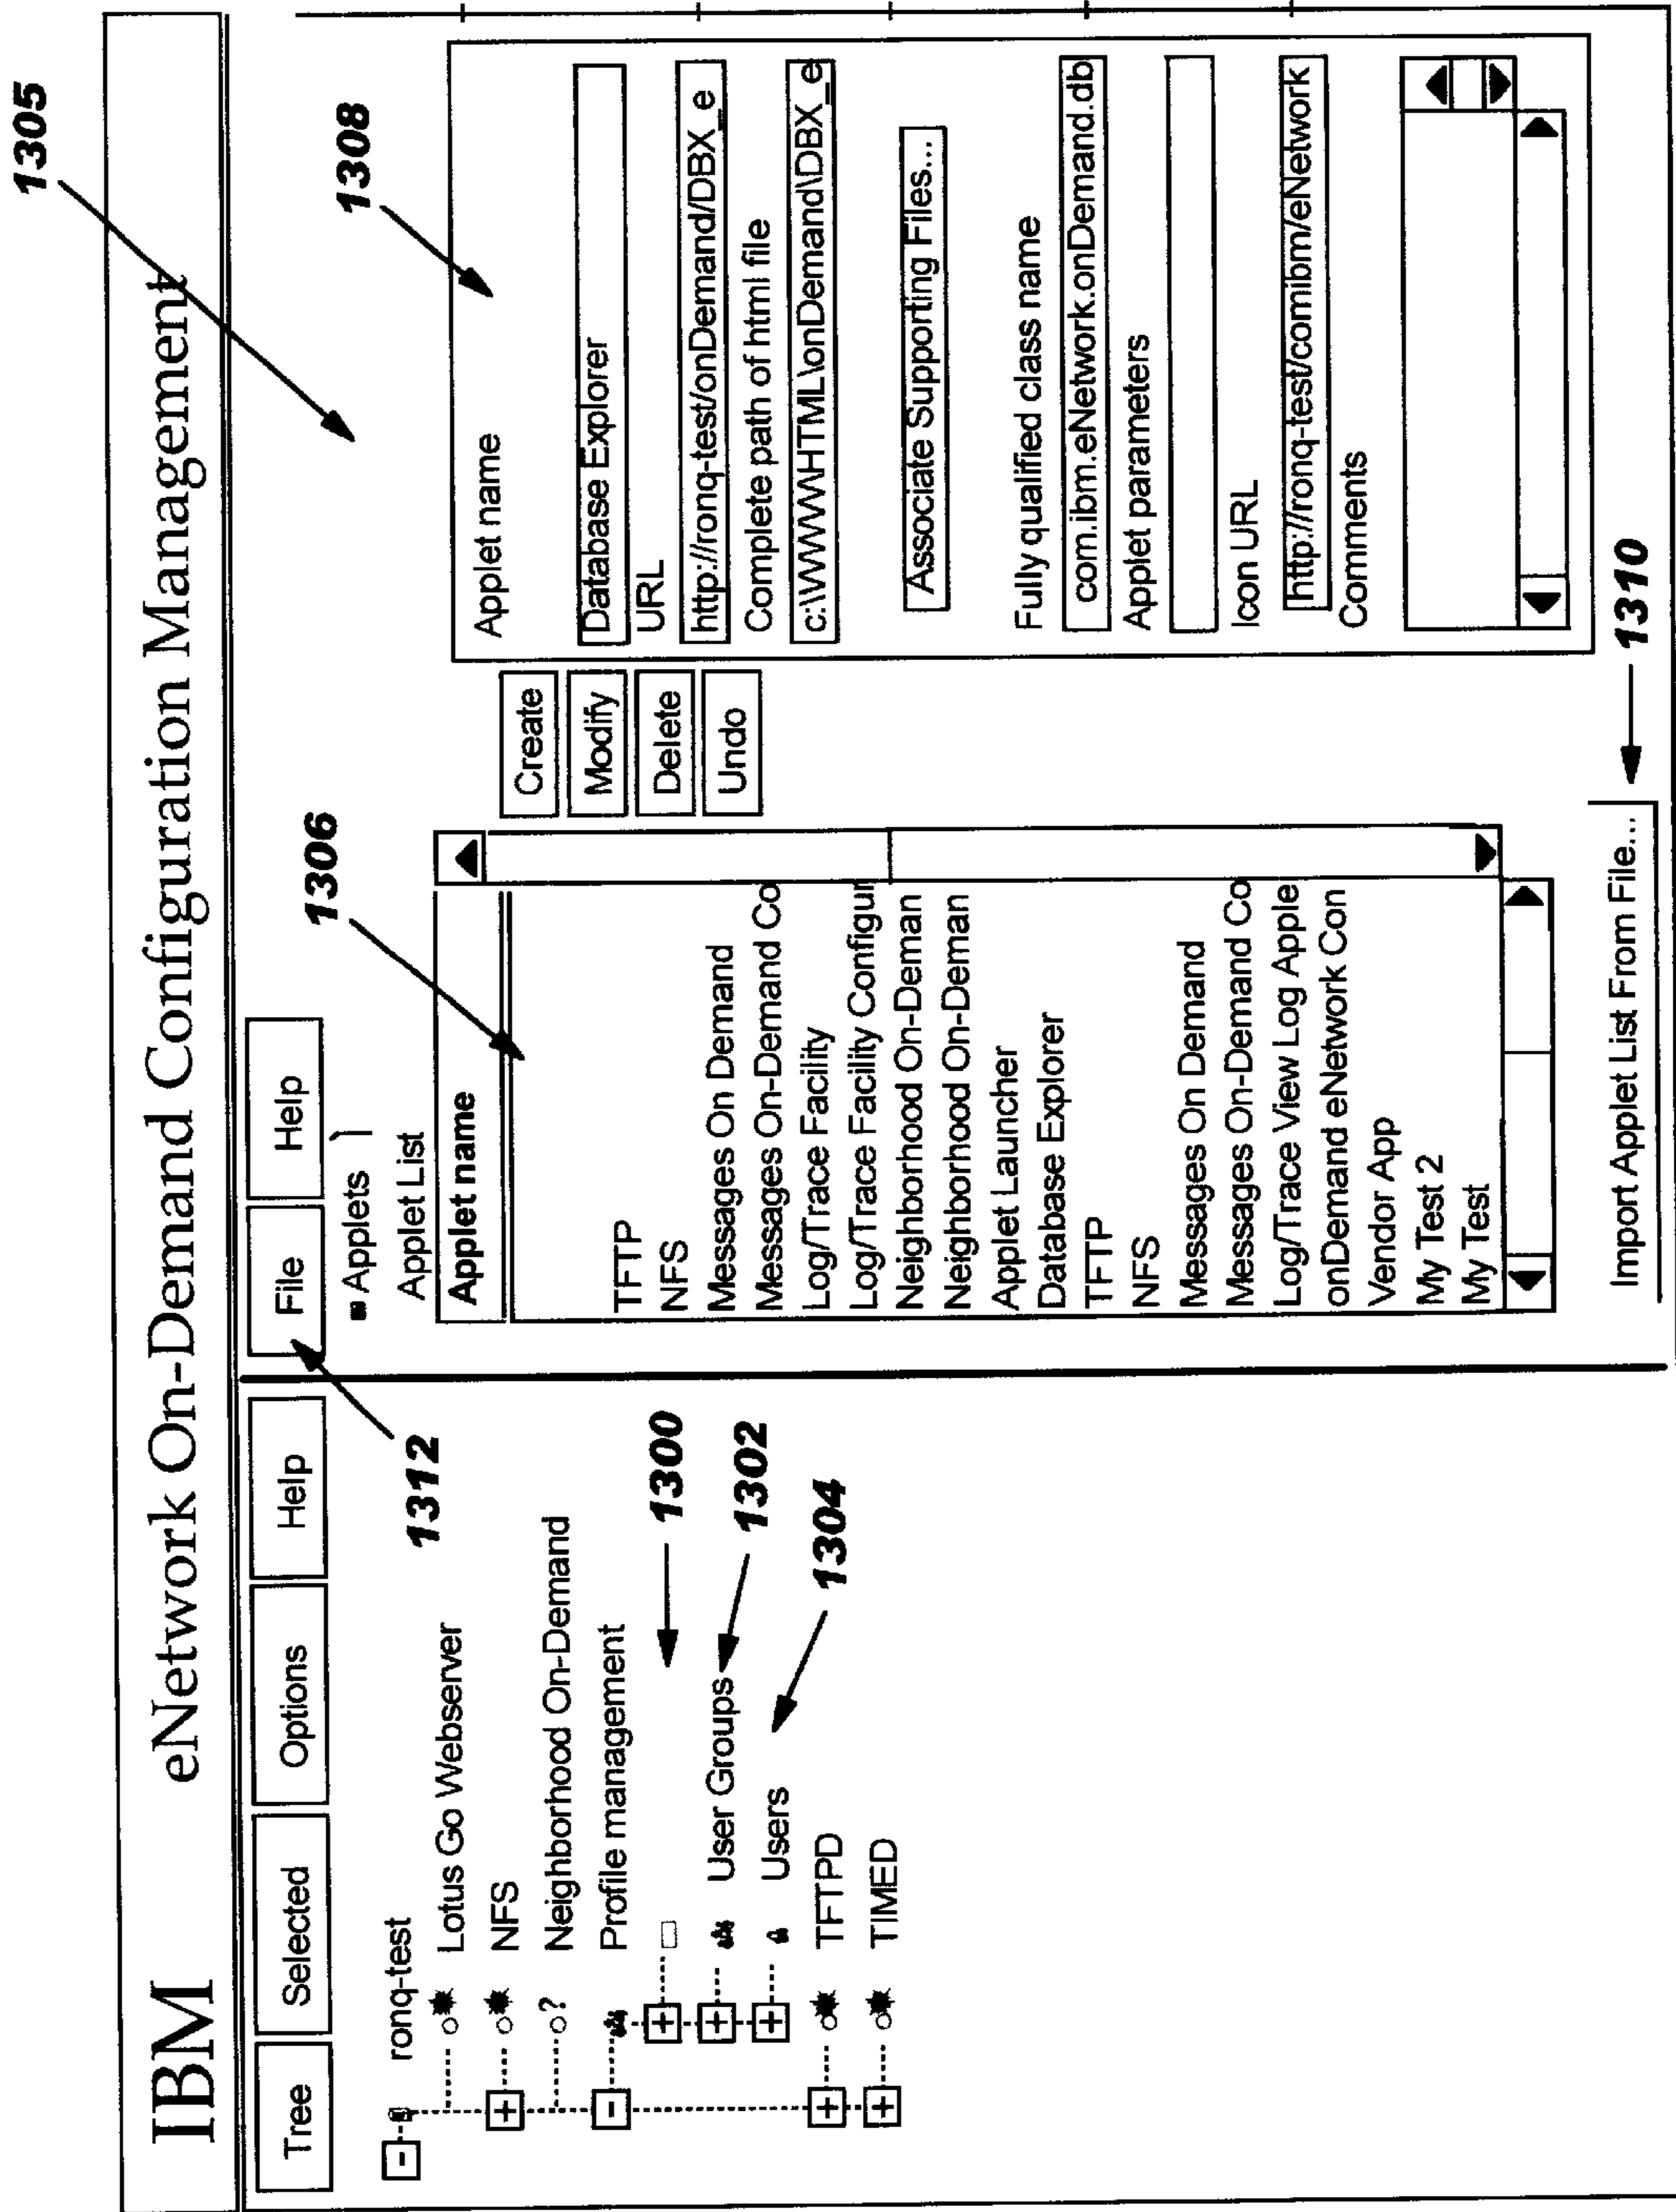 IBM eNetwork On-Demand Configuration Management
1305
Tree Selected Options Help
File Help
1312
ronq-test
Lotus Go Webserver
NFS
? Neighborhood On-Demand
Profile management
1300
User Groups
1302
Users
1304
TFTPD
TIMED
Applets
Applet List
1306
Applet name
TFTP
NFS
Messages On Demand
Messages On-Demand Co
Log/Trace Facility
Log/Trace Facility Configur
Neighborhood On-Deman
Neighborhood On-Deman
Applet Launcher
Database Explorer
TFTP
NFS
Messages On Demand
Messages On-Demand Co
Log/Trace View Log Apple
onDemand eNetwork Con
Vendor App
My Test 2
My Test
Import Applet List From File...
1310
Create
Modify
Delete
Undo
1308
Applet name
Database Explorer
URL
http://ronq-test/onDemand/DBX_e
Complete path of html file
c:\WWW\HTML\onDemand\DBX_e
Associate Supporting Files...
Fully qualified class name
com.ibm.eNetwork.onDemand.db
Applet parameters
Icon URL
http://ronq-test/comibm/eNetwork
Comments